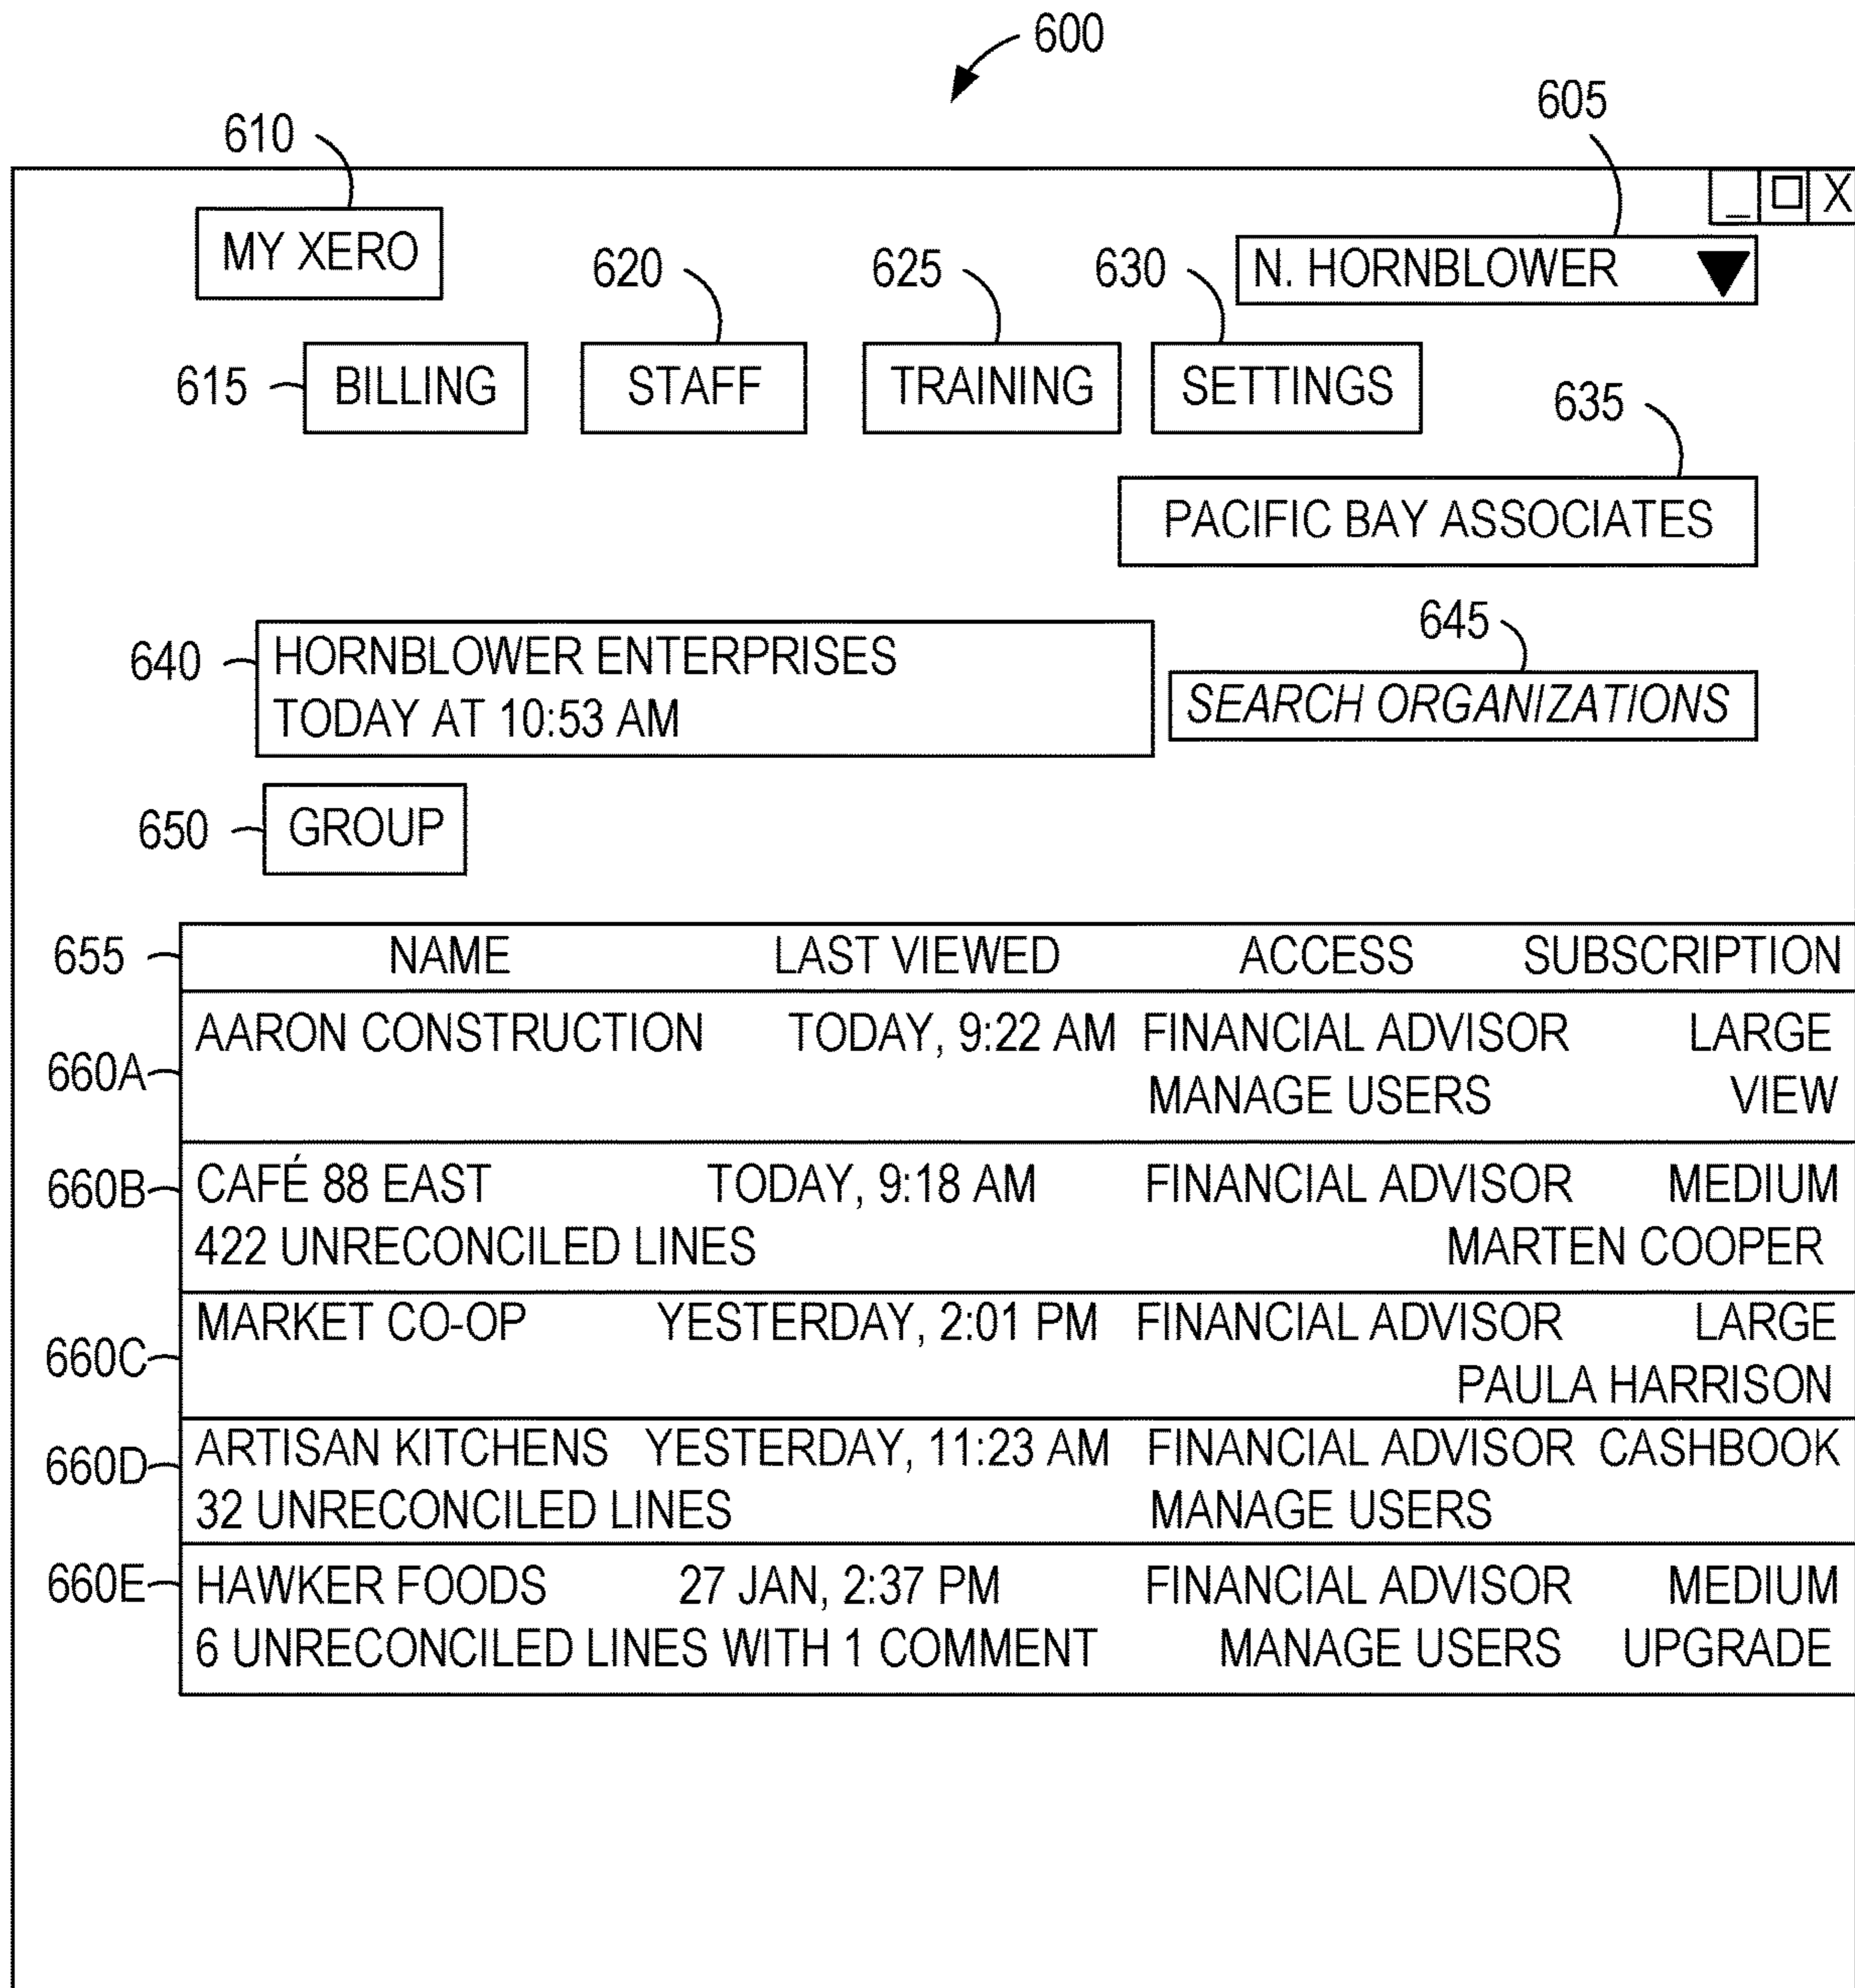 600
605
610
_ □ X
MY XERO
N. HORNBLOWER
620
625
630
615
BILLING
STAFF
TRAINING
SETTINGS
635
PACIFIC BAY ASSOCIATES
640
HORNBLOWER ENTERPRISES
TODAY AT 10:53 AM
645
SEARCH ORGANIZATIONS
650
GROUP
655
NAME LAST VIEWED ACCESS SUBSCRIPTION
660A
AARON CONSTRUCTION TODAY, 9:22 AM FINANCIAL ADVISOR LARGE
MANAGE USERS VIEW
660B
CAFÉ 88 EAST TODAY, 9:18 AM FINANCIAL ADVISOR MEDIUM
422 UNRECONCILED LINES MARTEN COOPER
660C
MARKET CO-OP YESTERDAY, 2:01 PM FINANCIAL ADVISOR LARGE
PAULA HARRISON
660D
ARTISAN KITCHENS YESTERDAY, 11:23 AM FINANCIAL ADVISOR CASHBOOK
32 UNRECONCILED LINES MANAGE USERS
660E
HAWKER FOODS 27 JAN, 2:37 PM FINANCIAL ADVISOR MEDIUM
6 UNRECONCILED LINES WITH 1 COMMENT MANAGE USERS UPGRADE